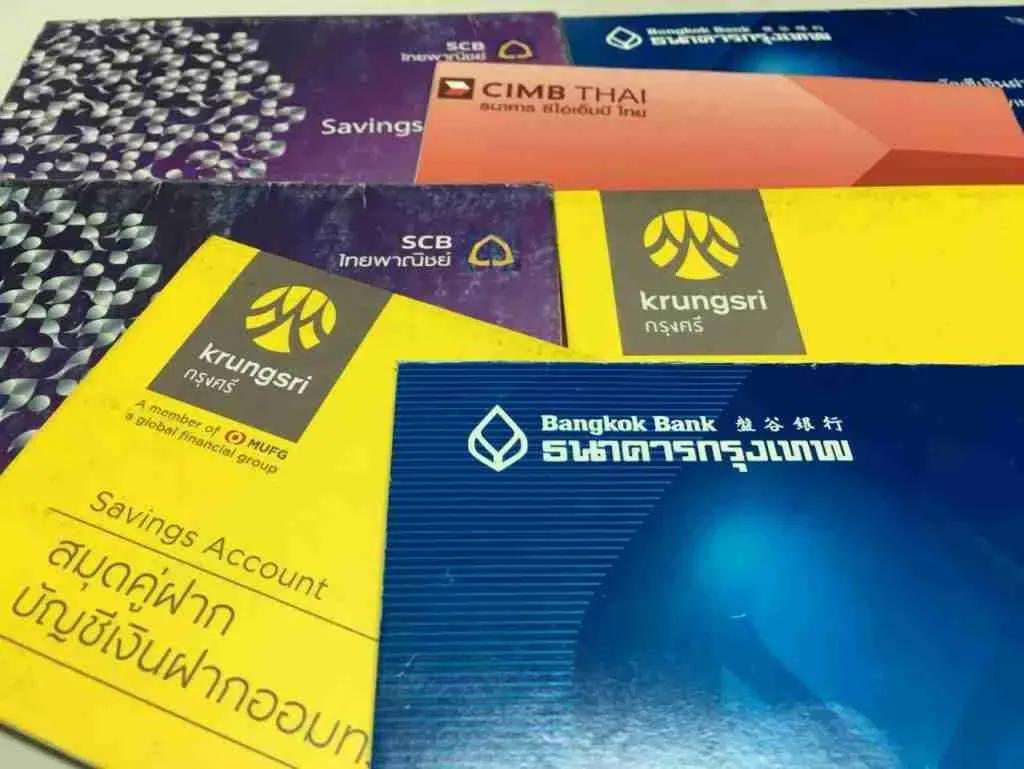 SCB
ไทยพาณิชย์
Savings
Bangkok Bank 盤谷銀行
ธนาคารกรุงเทพ
CIMB THAI
ธนาคาร ซีไอเอ็มบี ไทย
SCB
ไทยพาณิชย์
krungsri
กรุงศรี
krungsri
กรุงศรี
A member of MUFG
a global financial group
Savings Account
สมุดคู่ฝาก
บัญชีเงินฝากออมท
Bangkok Bank 盤谷銀行
ธนาคารกรุงเทพ